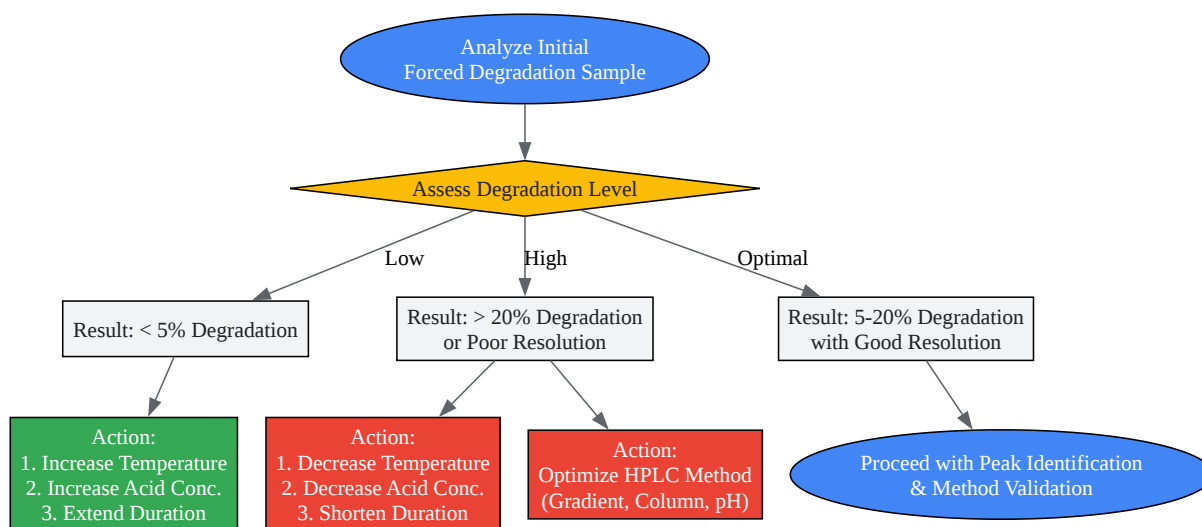 Analyze Initial
Forced Degradation Sample
Assess Degradation Level
Low
High
Optimal
Result: < 5% Degradation
Result: > 20% Degradation
or Poor Resolution
Result: 5-20% Degradation
with Good Resolution
Action:
1. Increase Temperature
2. Increase Acid Conc.
3. Extend Duration
Action:
1. Decrease Temperature
2. Decrease Acid Conc.
3. Shorten Duration
Action:
Optimize HPLC Method
(Gradient, Column, pH)
Proceed with Peak Identification
& Method Validation